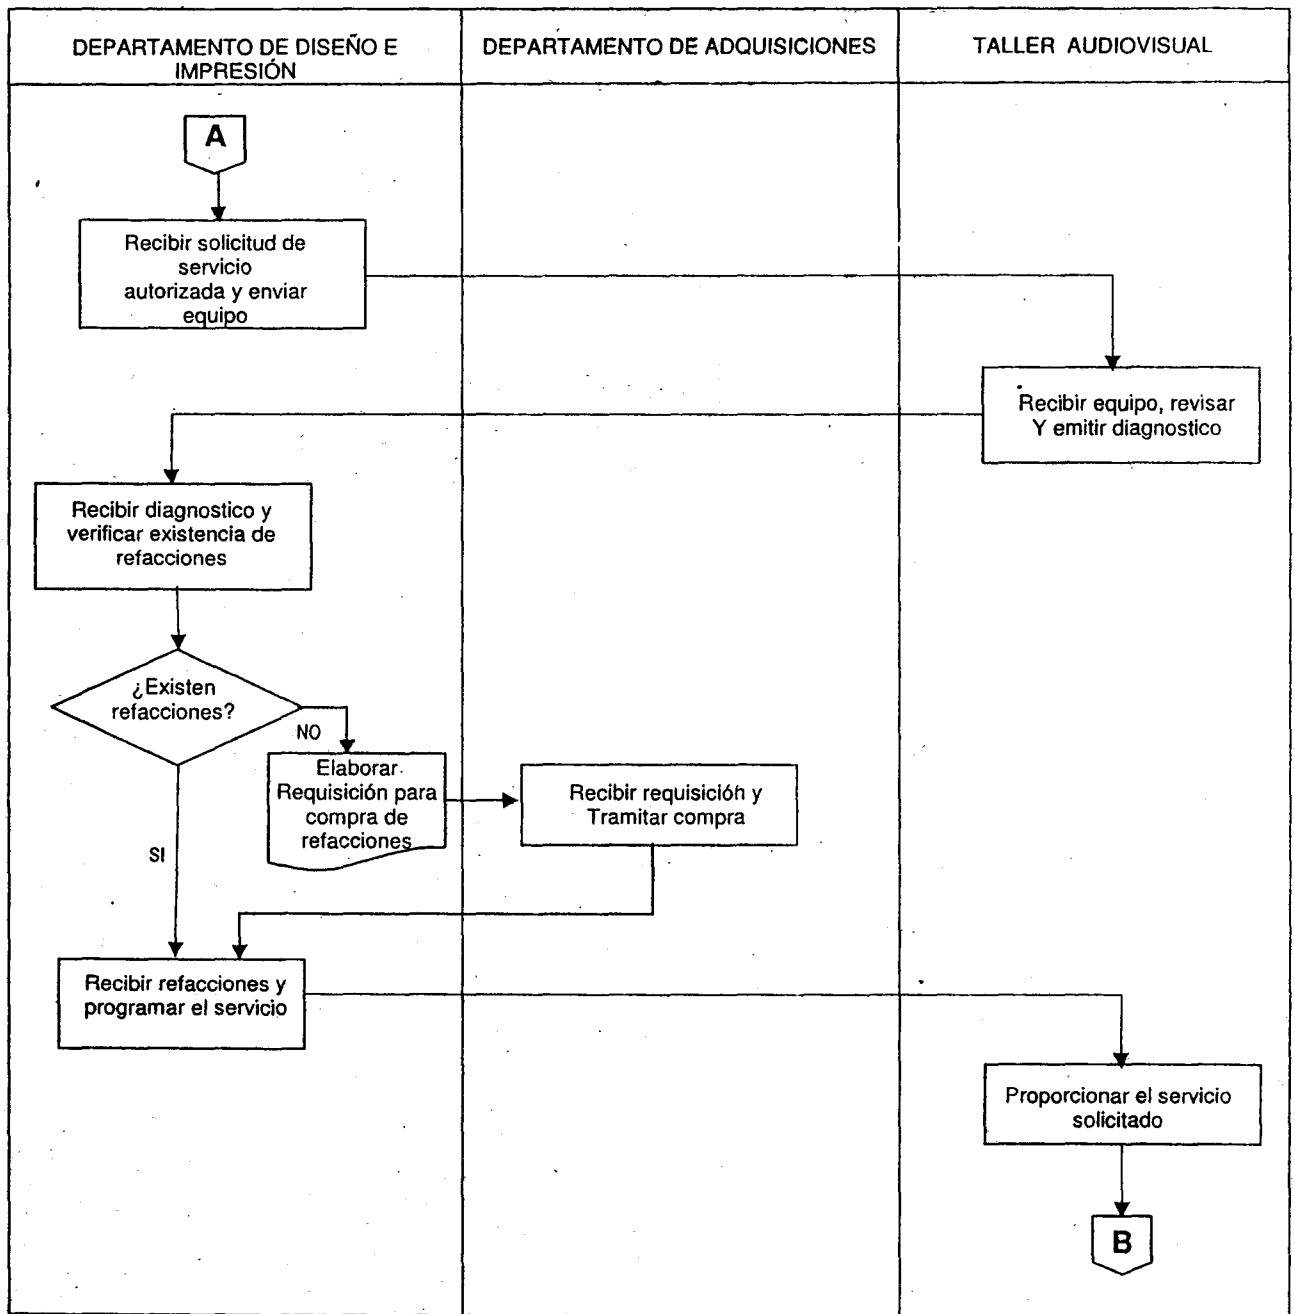 DEPARTAMENTO DE DISEÑO E
IMPRESIÓN
DEPARTAMENTO DE ADQUISICIONES
TALLER AUDIOVISUAL
A
Recibir solicitud de
servicio
autorizada y enviar
equipo
Recibir equipo, revisar
Y emitir diagnostico
Recibir diagnostico y
verificar existencia de
refacciones
¿Existen
refacciones?
NO
Elaborar
Requisición para
compra de
refacciones
Recibir requisición y
Tramitar compra
SI
Recibir refacciones y
programar el servicio
Proporcionar el servicio
solicitado
B